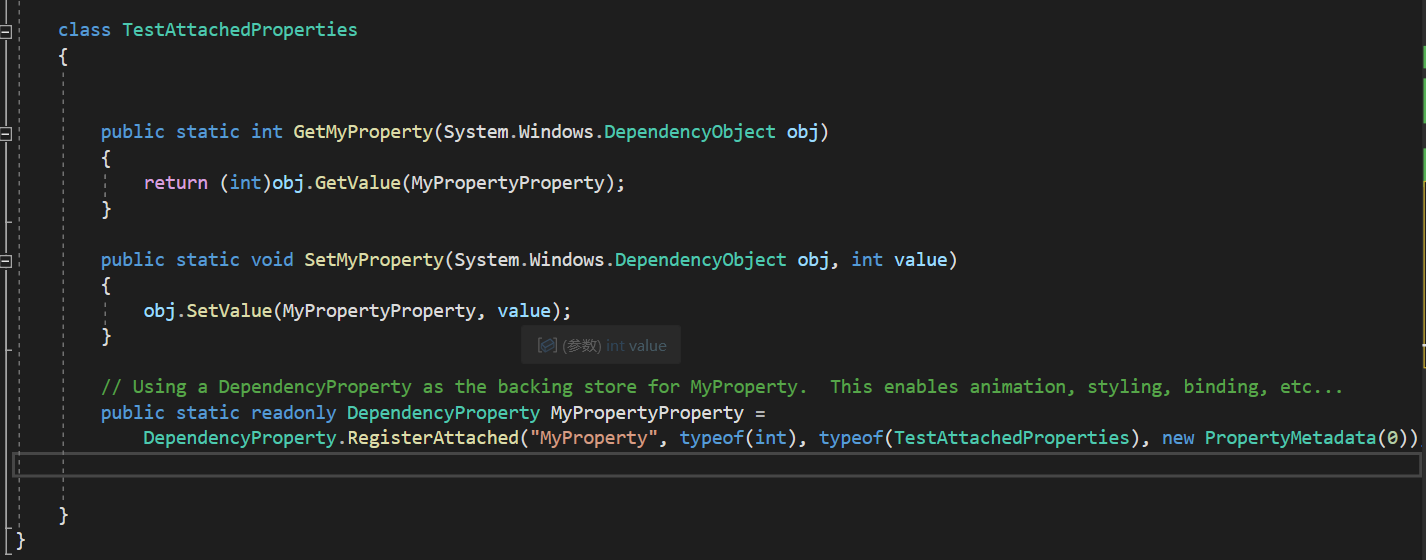 class TestAttachedProperties
{
public static int GetMyProperty(System.Windows.DependencyObject obj)
{
return (int)obj.GetValue(MyPropertyProperty);
}
public static void SetMyProperty(System.Windows.DependencyObject obj, int value)
{
obj.SetValue(MyPropertyProperty, value);
}
(参数) int value
// Using a DependencyProperty as the backing store for MyProperty.  This enables animation, styling, binding, etc...
public static readonly DependencyProperty MyPropertyProperty =
DependencyProperty.RegisterAttached("MyProperty", typeof(int), typeof(TestAttachedProperties), new PropertyMetadata(0))
}
}